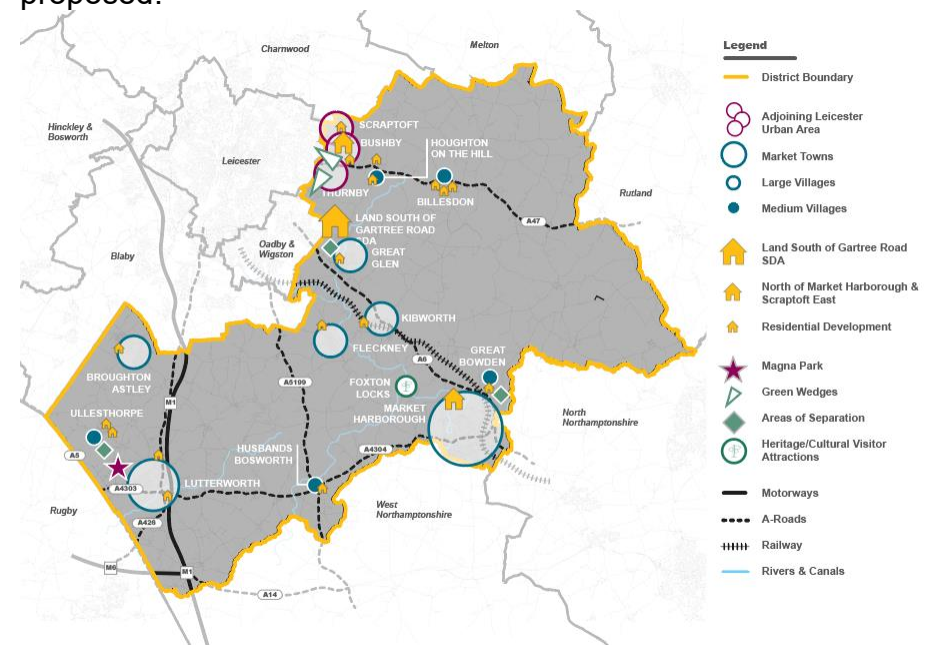 proposed.
Charnwood
Melton
Hinckley &
Bosworth
Leicester
Rutland
Blaby
Oadby &
Wigston
SCRAPTOFT
BUSHBY
HOUGHTON
ON THE HILL
THURNBY
BILLESDON
A47
LAND SOUTH OF
GARTREE ROAD
SDA
GREAT
GLEN
KIBWORTH
FLECKNEY
A6
GREAT
BOWDEN
BROUGHTON
ASTLEY
M1
A5199
FOXTON
LOCKS
MARKET
HARBOROUGH
North
Northamptonshire
ULLESTHORPE
A5
HUSBANDS
BOSWORTH
A4304
LUTTERWORTH
A4303
Rugby
A426
West
Northamptonshire
M6
M1
A14
Legend
District Boundary
Adjoining Leicester
Urban Area
Market Towns
Large Villages
Medium Villages
Land South of Gartree Road
SDA
North of Market Harborough &
Scraptoft East
Residential Development
Magna Park
Green Wedges
Areas of Separation
Heritage/Cultural Visitor
Attractions
Motorways
A-Roads
Railway
Rivers & Canals